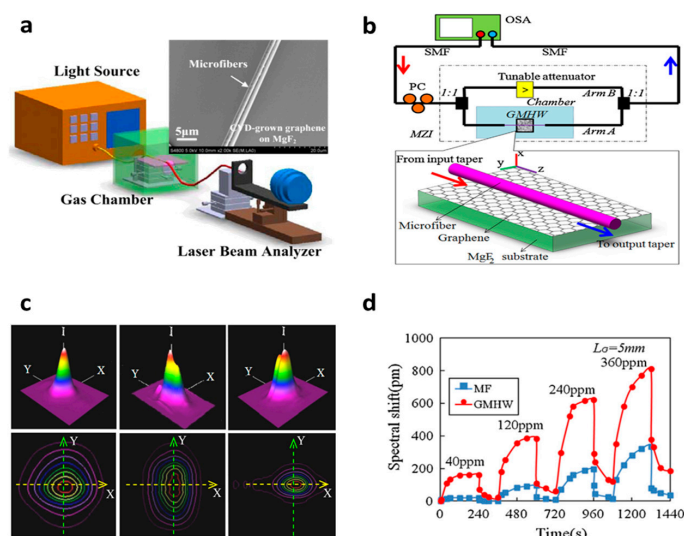 a
Light Source
Microfibers
5μm
CVD-grown graphene
on MgF2
Gas Chamber
Laser Beam Analyzer
b
OSA
SMF
SMF
PC
1:1
Tunable attenuator
>
Arm B
1:1
Chamber
GMHW
MZI
Arm A
From input taper
x
y
z
Microfiber
Graphene
MgF2 substrate
To output taper
c
I
I
I
Y
X
Y
X
Y
X
Y
X
Y
X
Y
X
d
Spectral shift(pm)
1000
800
600
400
200
0
MF
GMHW
40ppm
120ppm
240ppm
LG=5mm
360ppm
0
240
480
720
960
1200
1440
Time(s)